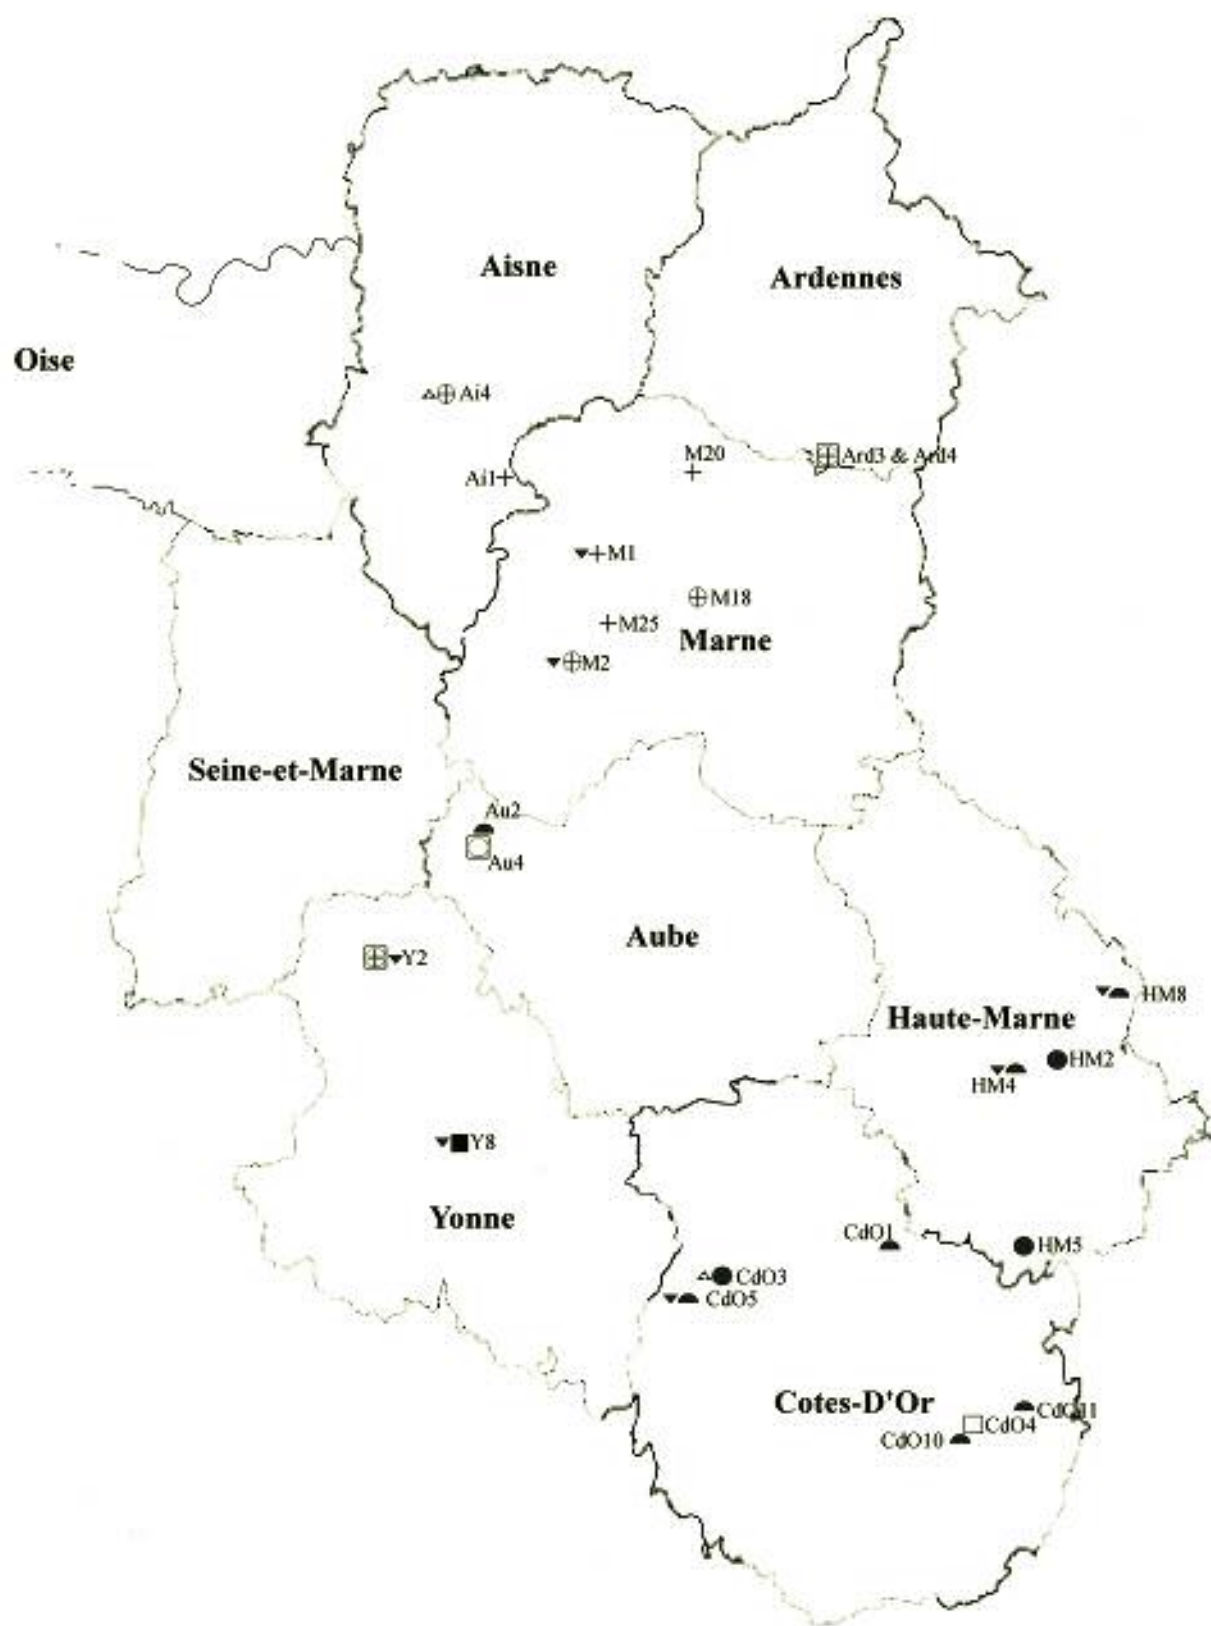 Aisne
Ardennes
Oise
Ai4
M20
Ard3 & Ard4
Ai1
M1
M18
M25
Marne
M2
Seine-et-Marne
Au2
Au4
Aube
Y2
HM8
Haute-Marne
HM2
HM4
Y8
Yonne
CdO1
HM5
CdO3
CdO5
Cotes-D'Or
CdO11
CdO4
CdO10